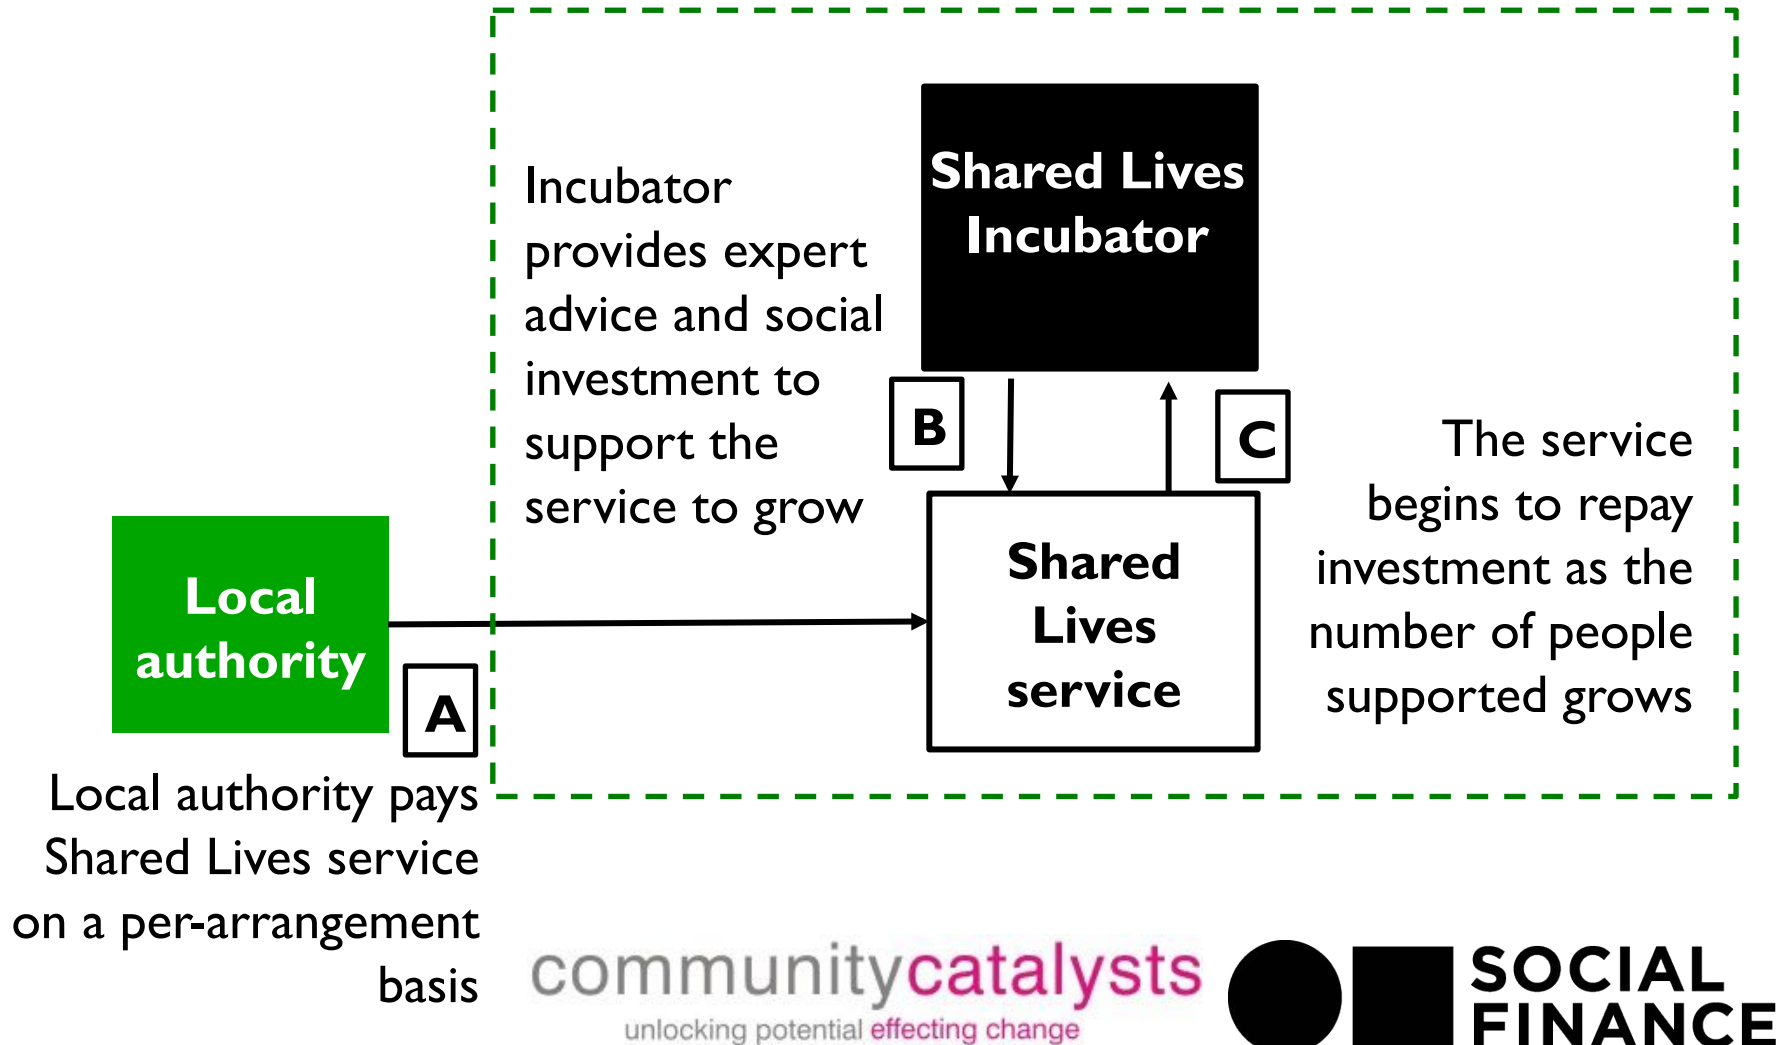 Incubator
provides expert
advice and social
investment to
support the
service to grow
Shared Lives
Incubator
B
C
The service
begins to repay
investment as the
number of people
supported grows
Shared
Lives
service
Local
authority
A
Local authority pays
Shared Lives service
on a per-arrangement
basis
communitycatalysts
unlocking potential effecting change
SOCIAL
FINANCE